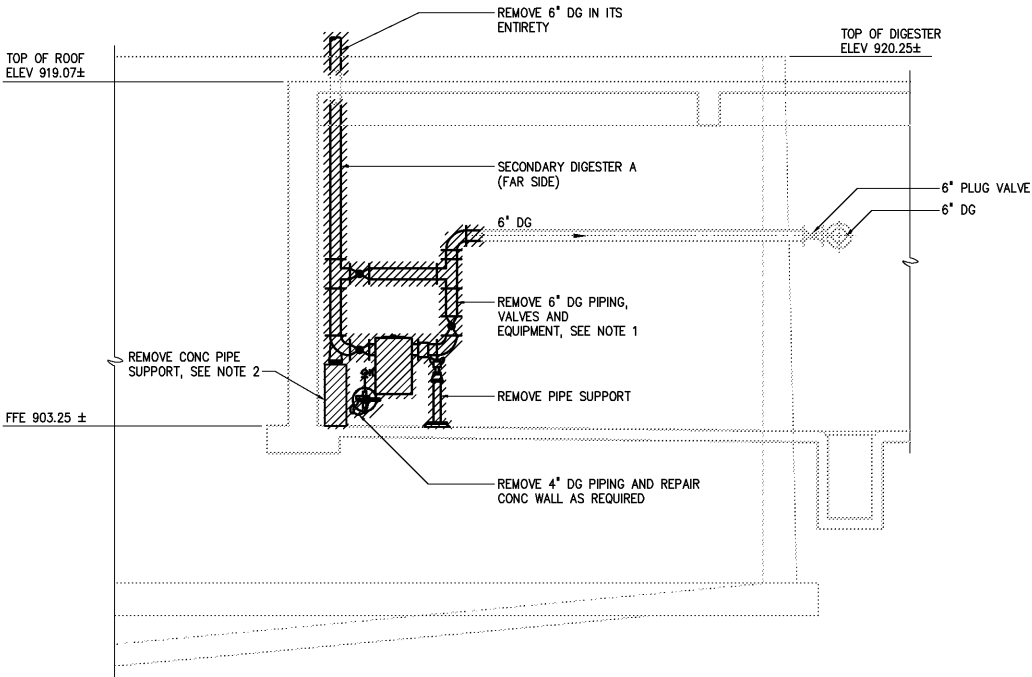 REMOVE 6" DG IN ITS
ENTIRETY
TOP OF ROOF
ELEV 919.07±
TOP OF DIGESTER
ELEV 920.25±
SECONDARY DIGESTER A
(FAR SIDE)
6" PLUG VALVE
6" DG
6" DG
REMOVE 6" DG PIPING,
VALVES AND
EQUIPMENT, SEE NOTE 1
REMOVE CONC PIPE
SUPPORT, SEE NOTE 2
REMOVE PIPE SUPPORT
FFE 903.25 ±
REMOVE 4" DG PIPING AND REPAIR
CONC WALL AS REQUIRED